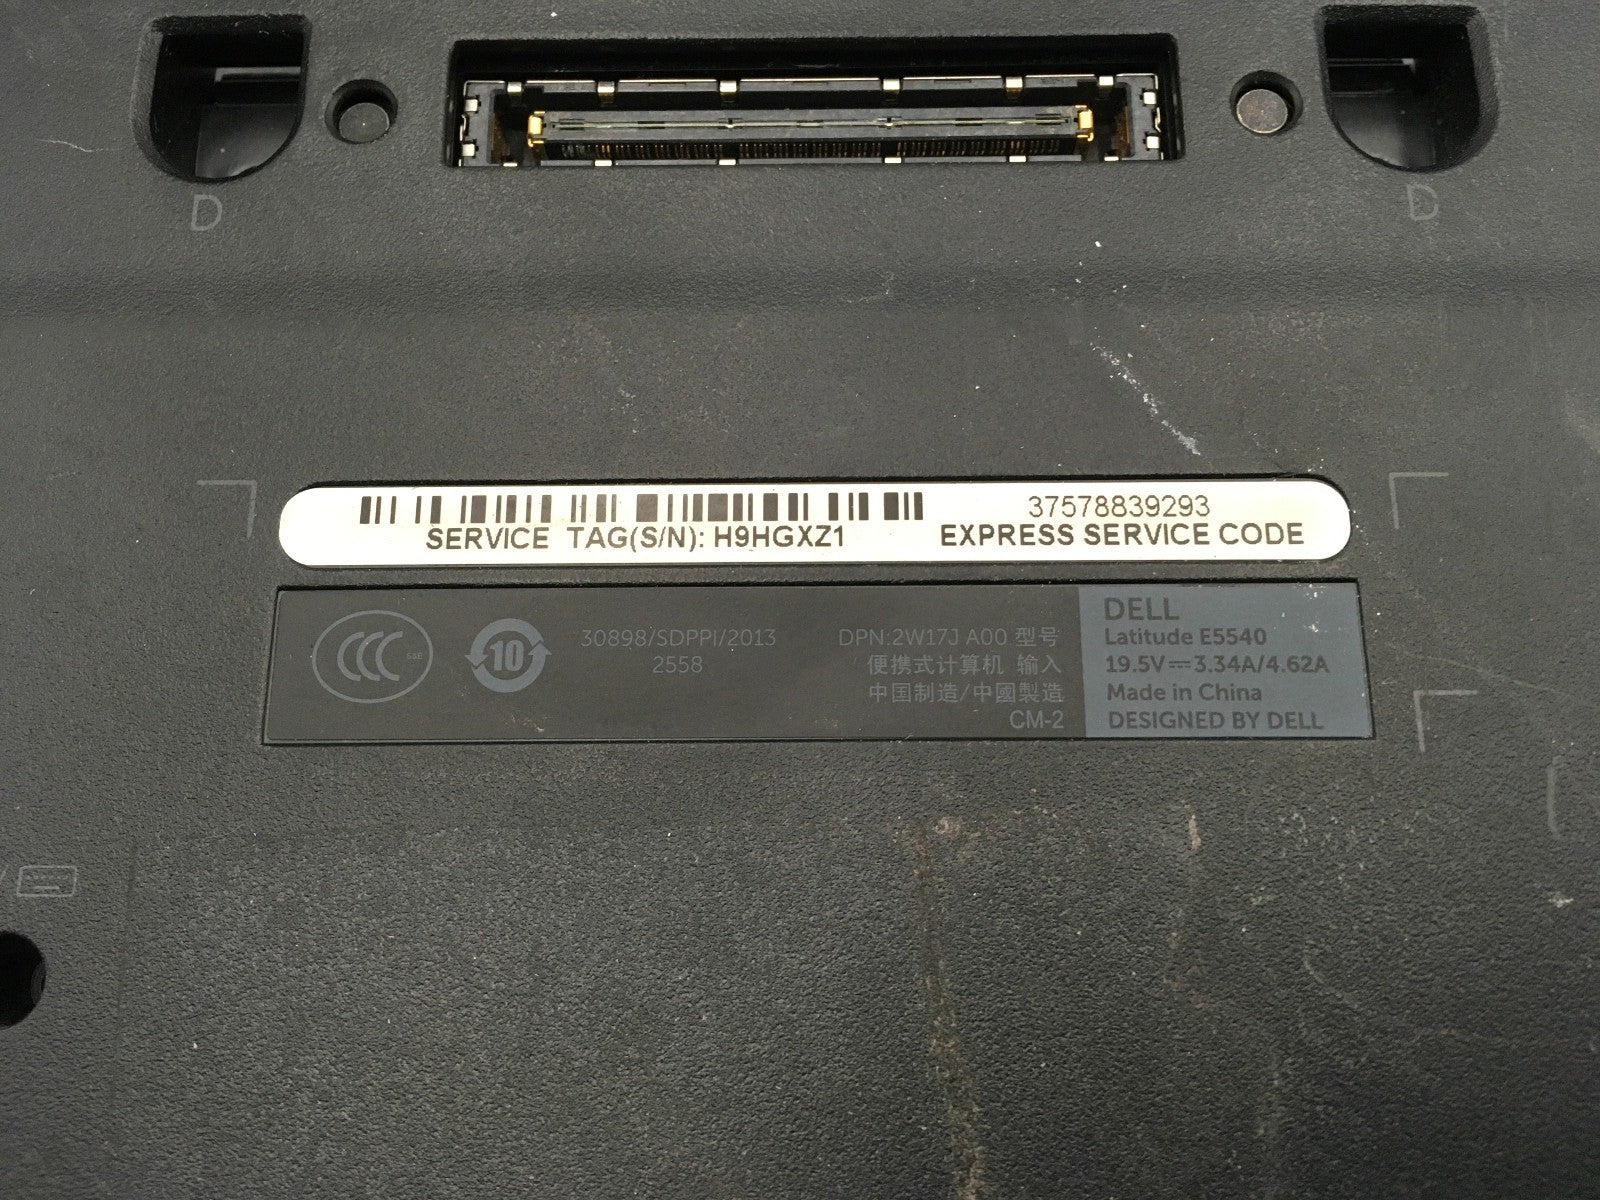 D
D
37578839293
SERVICE TAG(S/N): H9HGXZ1
EXPRESS SERVICE CODE
CCC
S&E
10
30898/SDPPI/2013
2558
DPN:2W17J A00 型号
便携式计算机 输入
中国制造/中國製造
CM-2
DELL
Latitude E5540
19.5V⎓3.34A/4.62A
Made in China
DESIGNED BY DELL